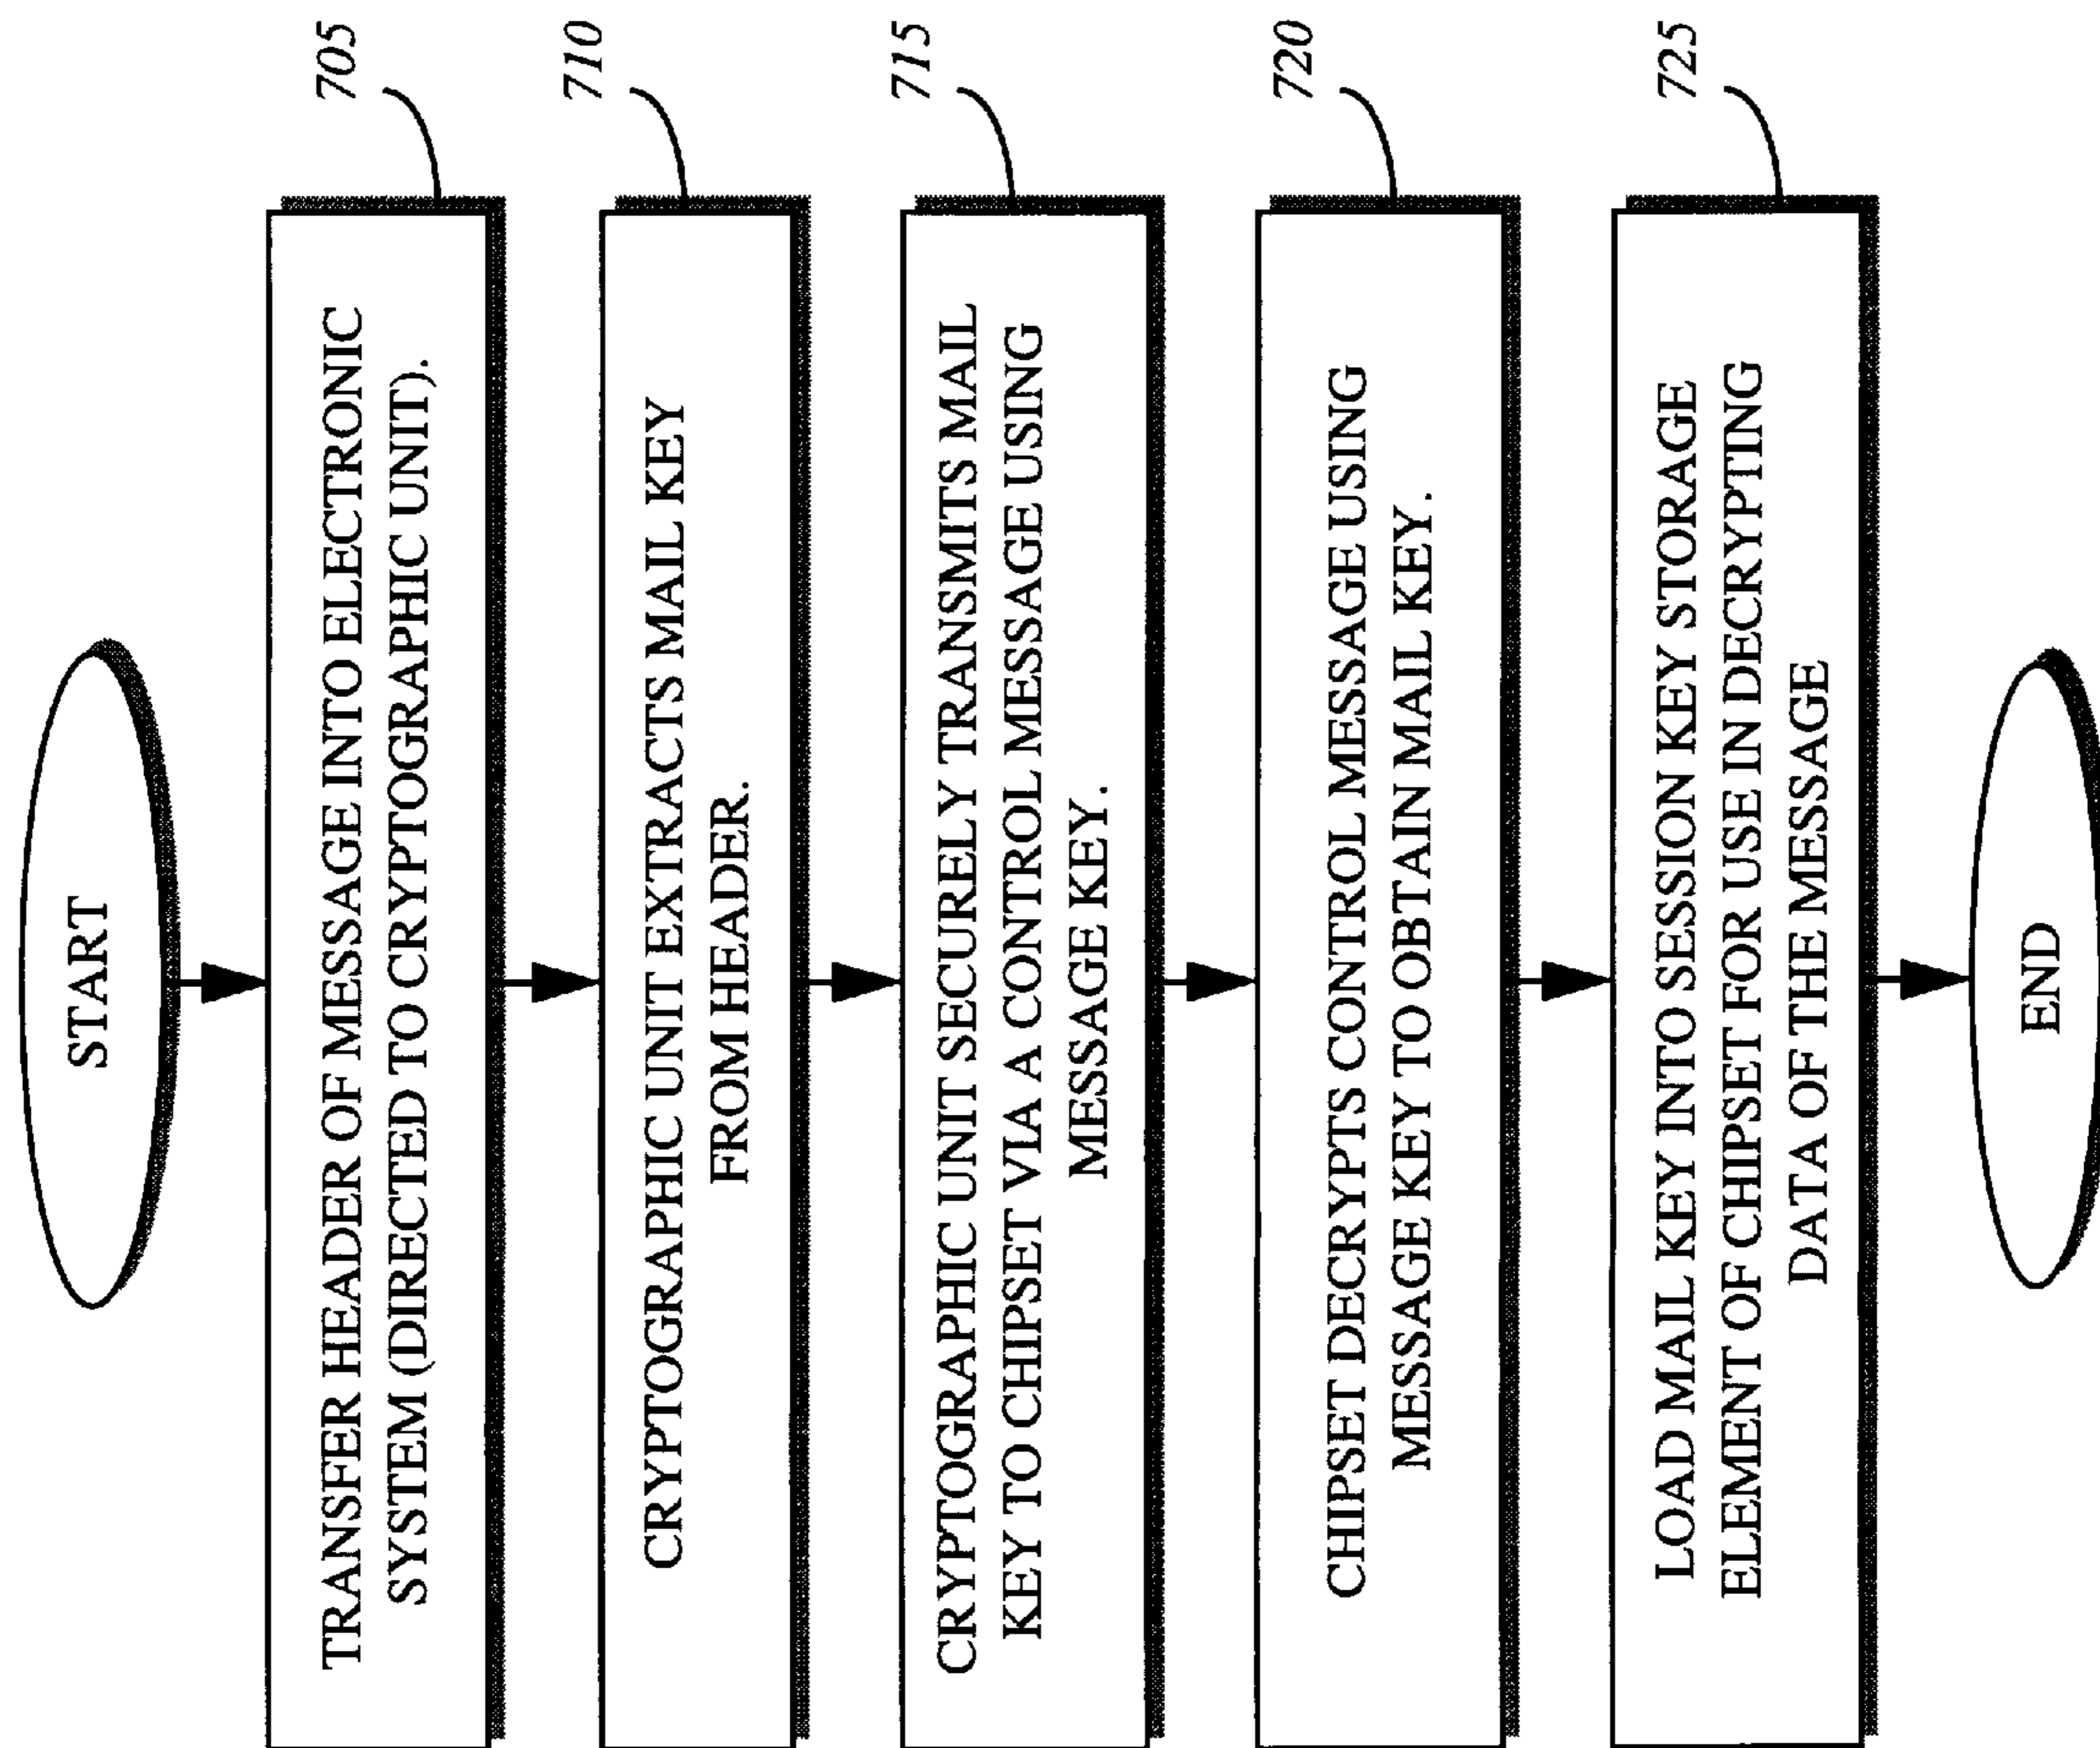 START
TRANSFER HEADER OF MESSAGE INTO ELECTRONIC
SYSTEM (DIRECTED TO CRYPTOGRAPHIC UNIT).
705
CRYPTOGRAPHIC UNIT EXTRACTS MAIL KEY
FROM HEADER.
710
CRYPTOGRAPHIC UNIT SECURELY TRANSMITS MAIL
KEY TO CHIPSET VIA A CONTROL MESSAGE USING
MESSAGE KEY.
715
CHIPSET DECRYPTS CONTROL MESSAGE USING
MESSAGE KEY TO OBTAIN MAIL KEY.
720
LOAD MAIL KEY INTO SESSION KEY STORAGE
ELEMENT OF CHIPSET FOR USE IN DECRYPTING
DATA OF THE MESSAGE
725
END